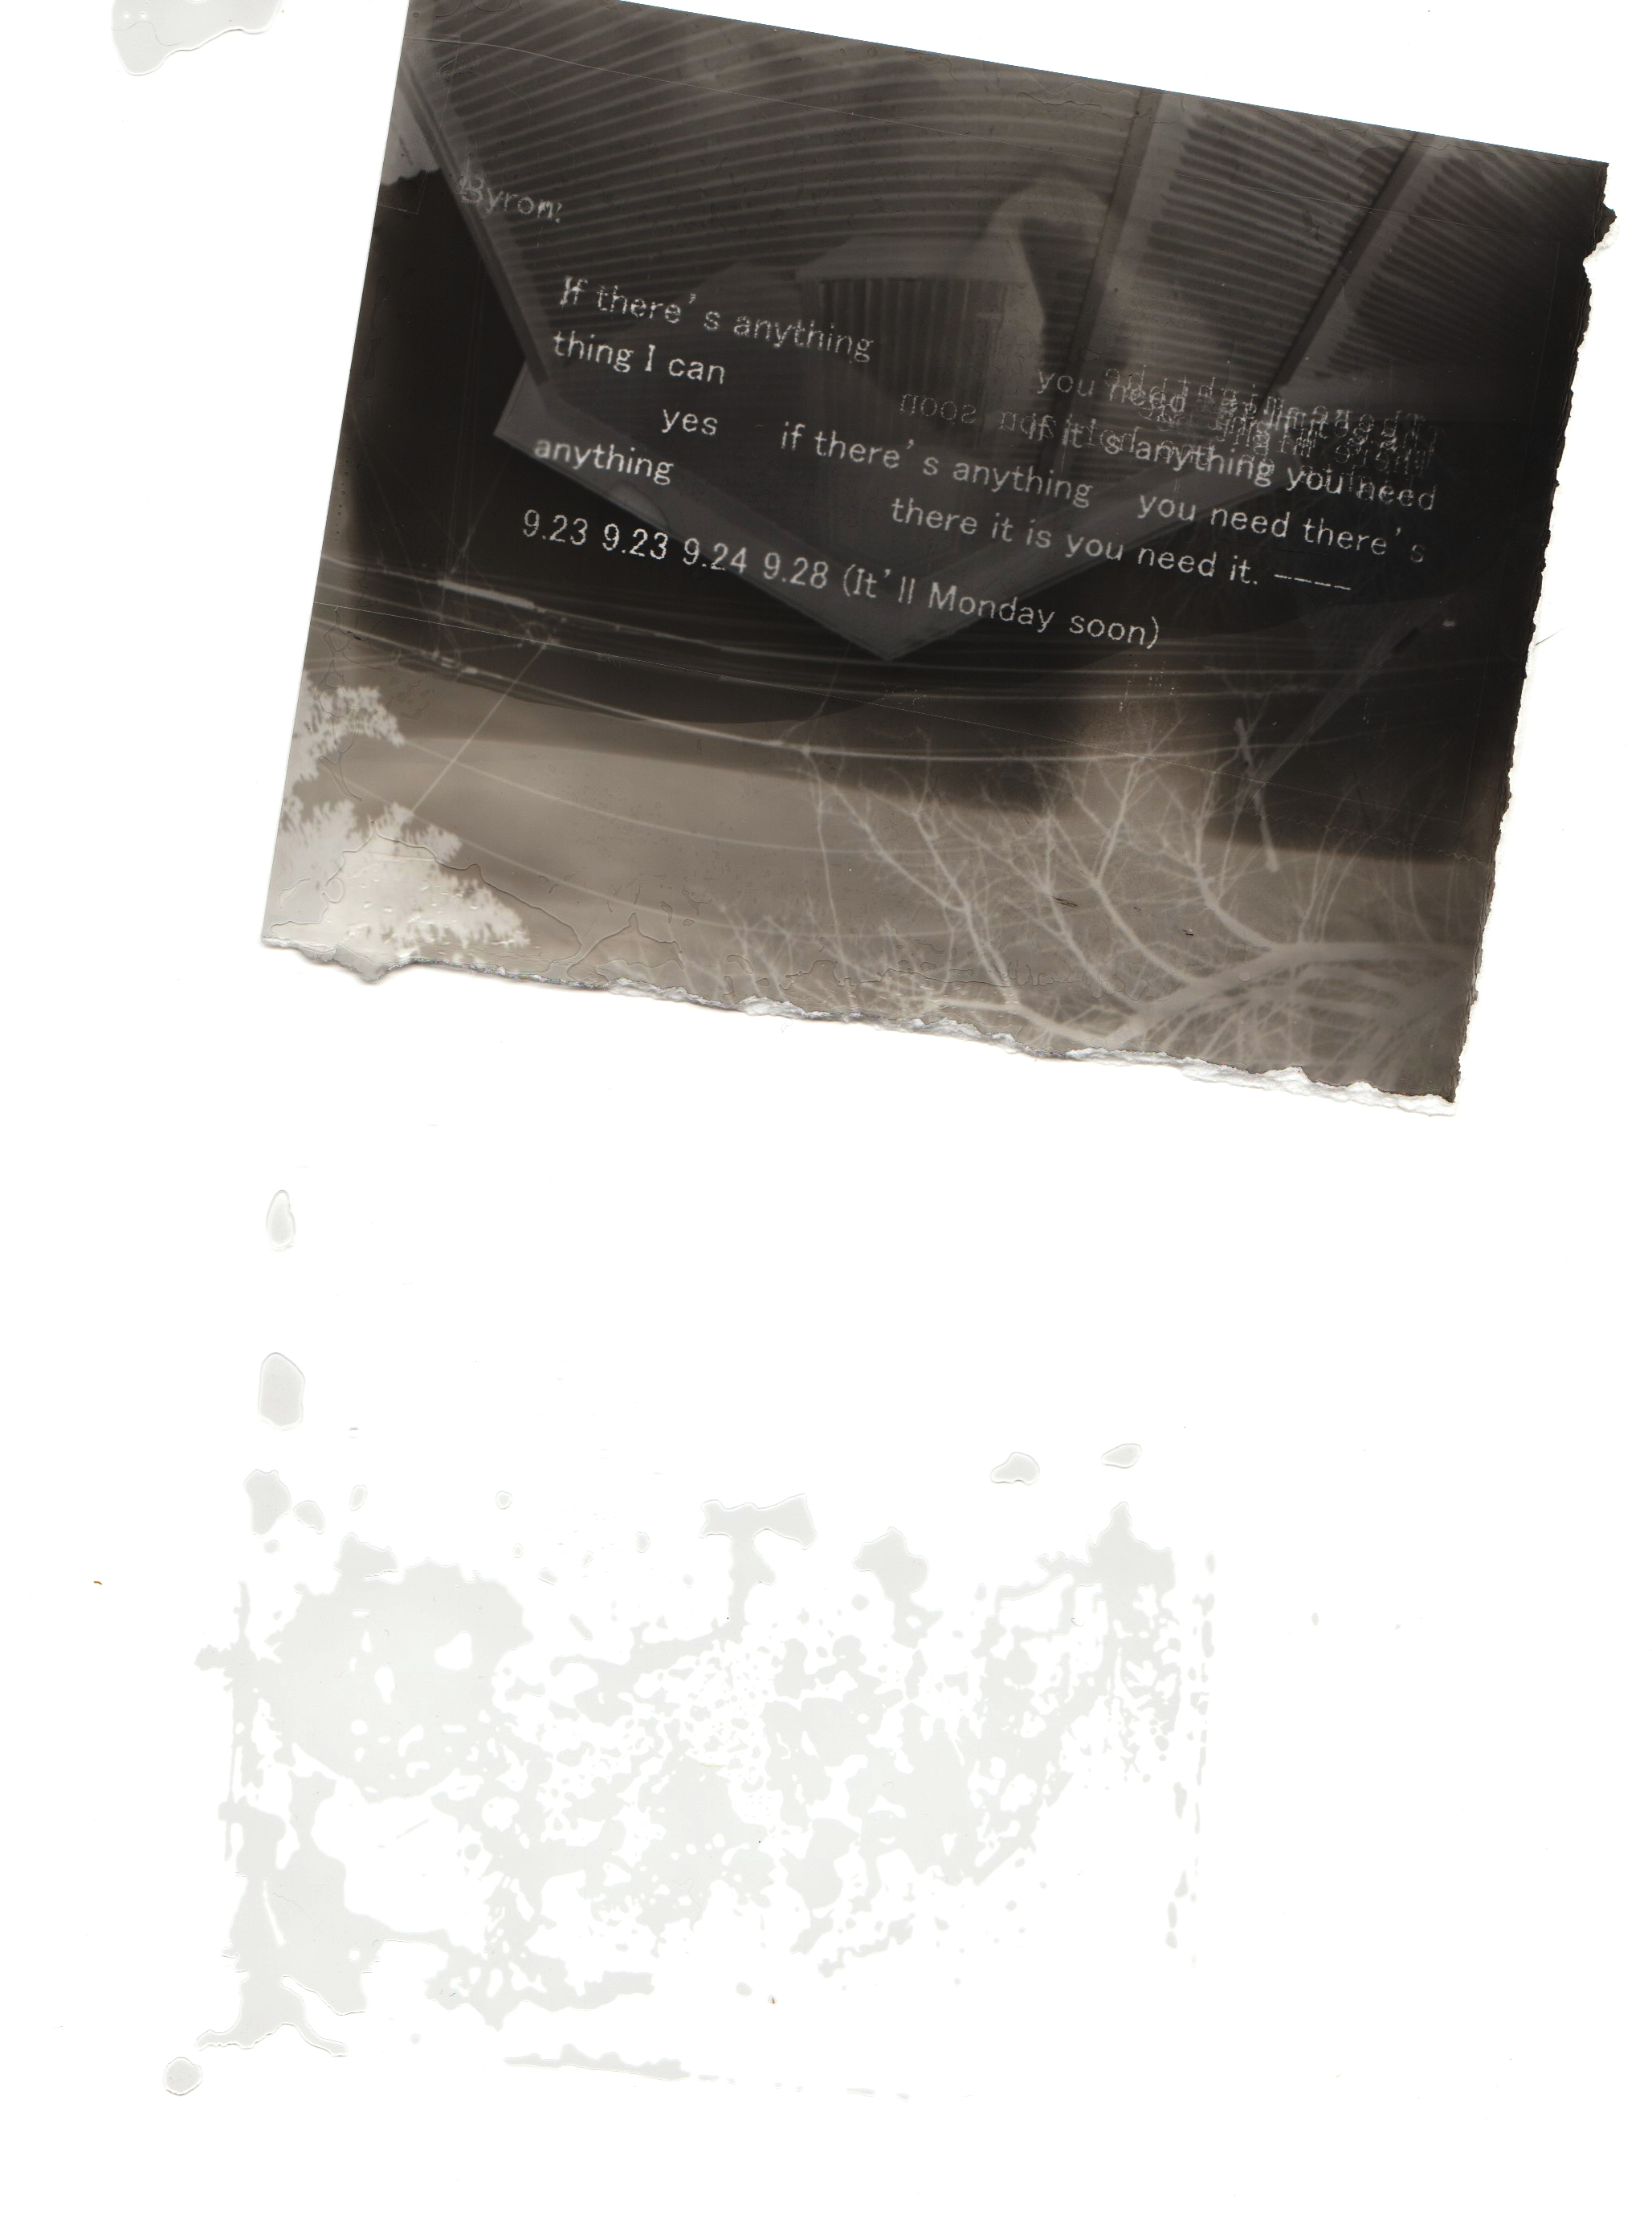 Byron:
If there's anything
thing I can
you need
yes if there's anything you need there's
if it's anything you need
anything
there it is you need it. ----
9.23 9.23 9.24 9.28 (It'll Monday soon)